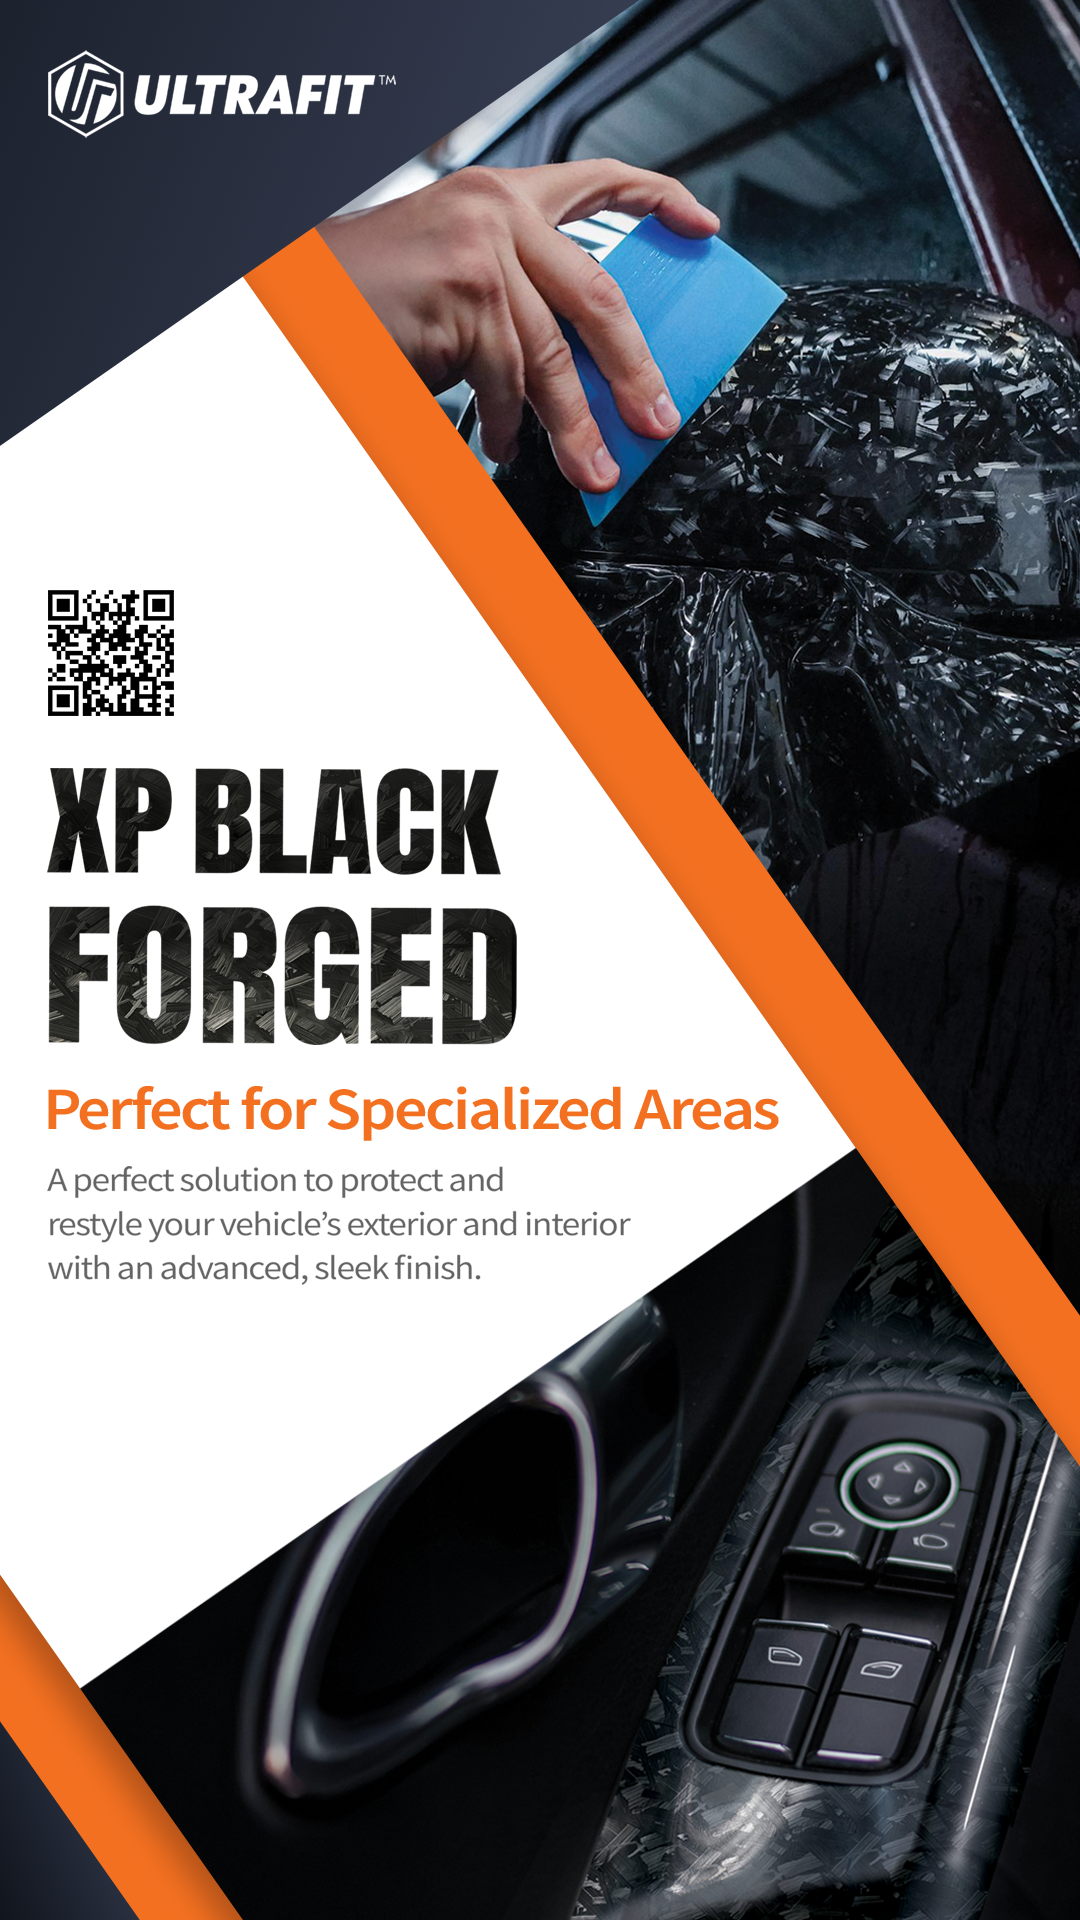 ULTRAFIT™
XP BLACK
FORGED
Perfect for Specialized Areas
A perfect solution to protect and
restyle your vehicle’s exterior and interior
with an advanced, sleek finish.